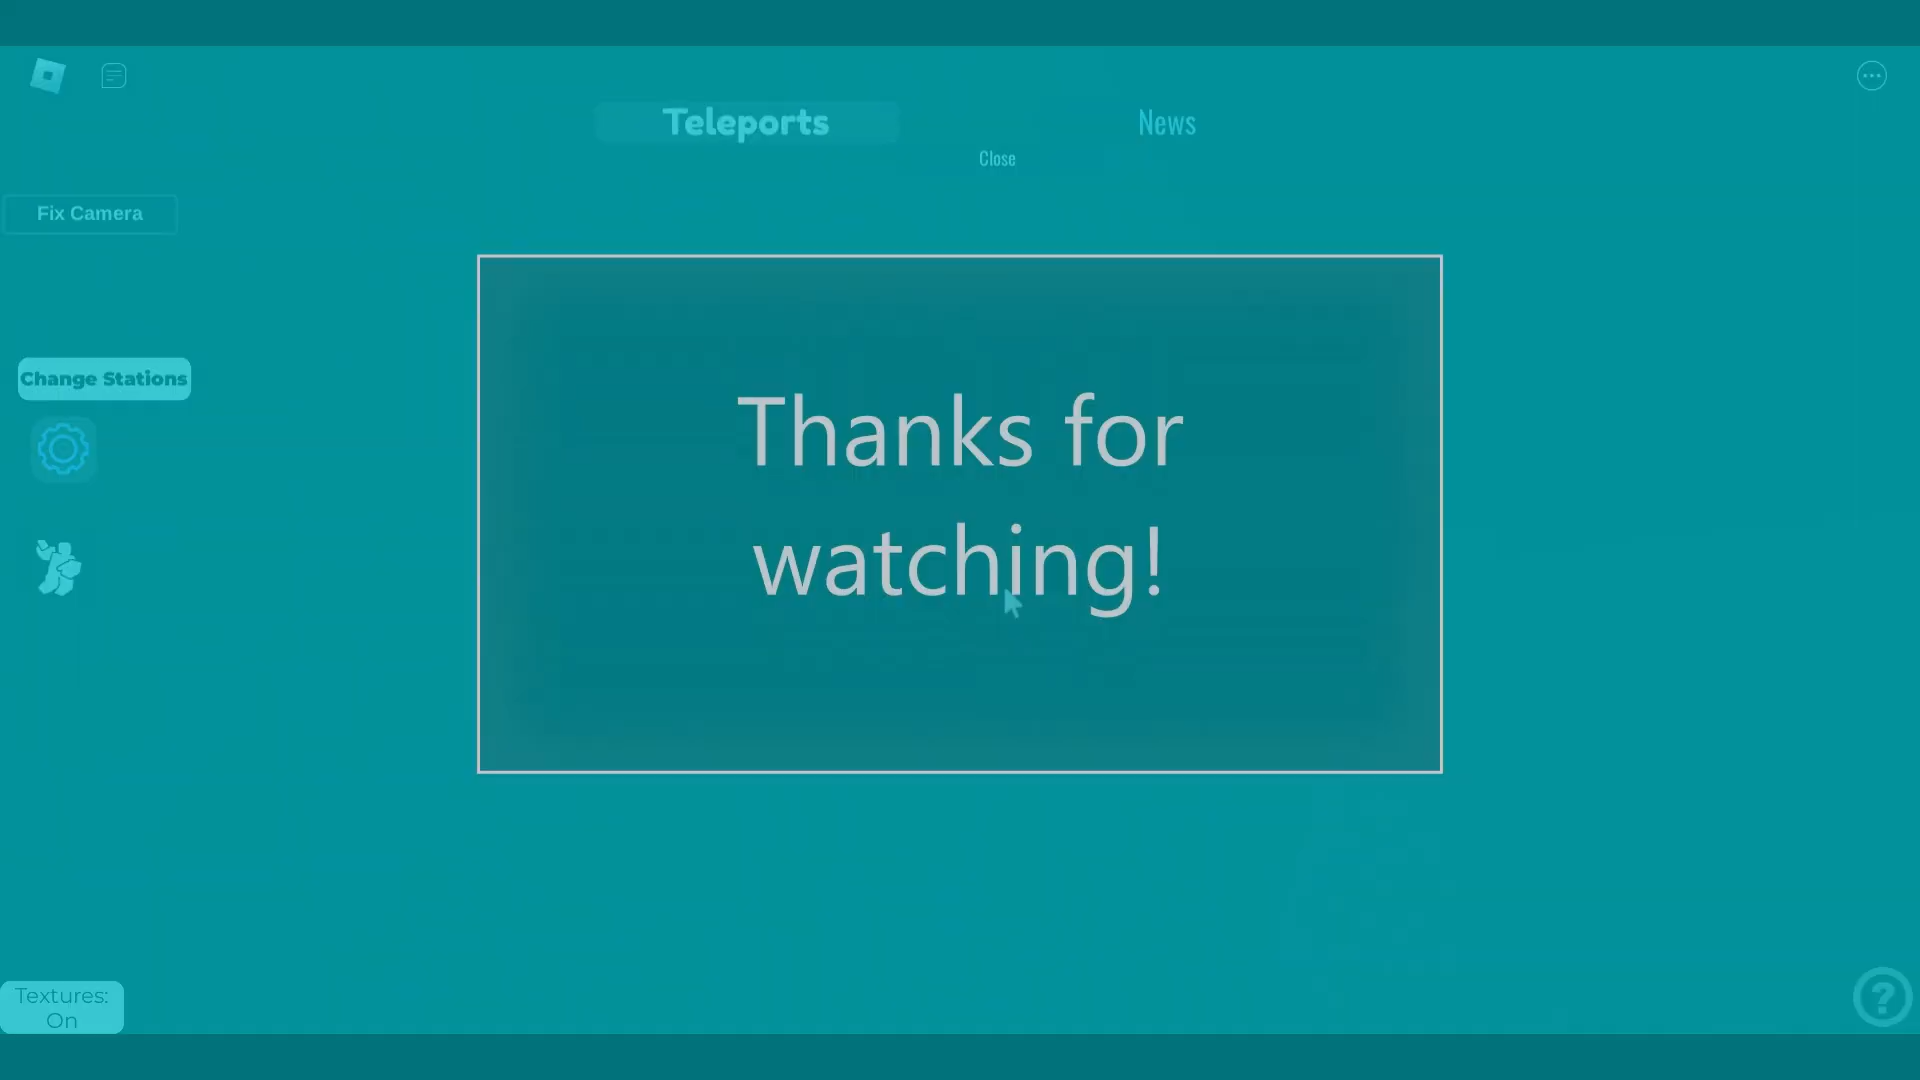 Teleports
News
Close
Fix Camera
Change Stations
Thanks for
watching!
Textures:
On
?